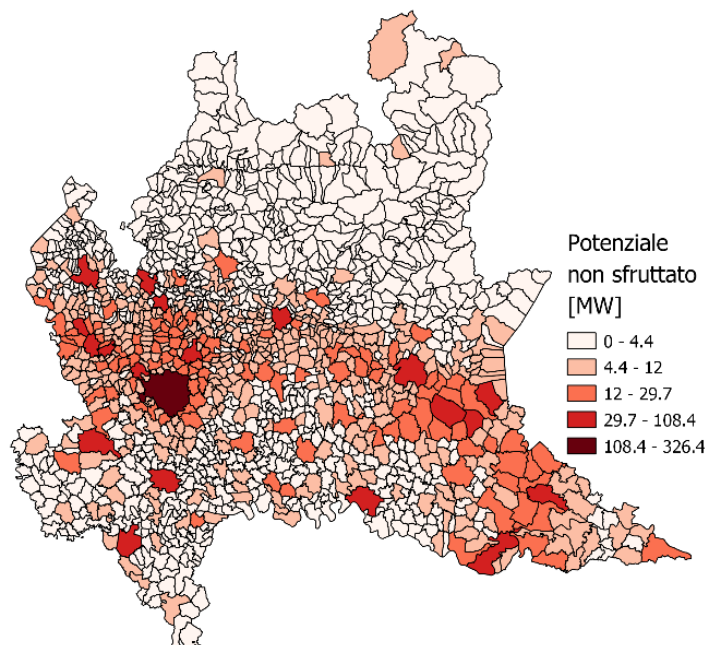 Potenziale
non sfruttato
[MW]
0 - 4.4
4.4 - 12
12 - 29.7
29.7 - 108.4
108.4 - 326.4